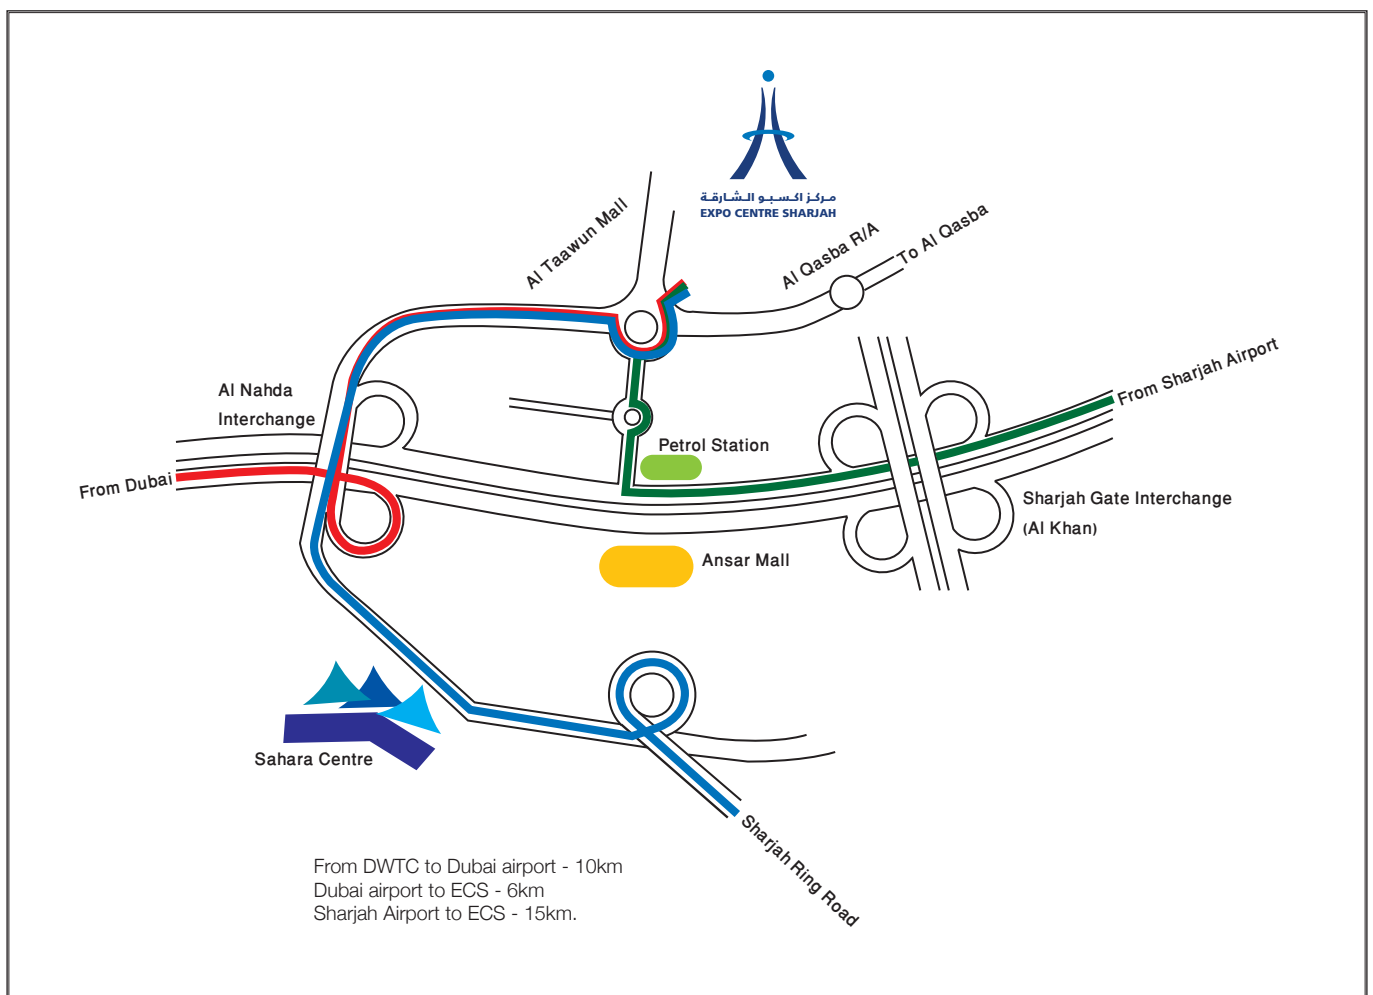 مركز اكسبو الشارقة
EXPO CENTRE SHARJAH
Al Taawun Mall
Al Qasba R/A
To Al Qasba
From Sharjah Airport
Al Nahda
Interchange
Petrol Station
From Dubai
Sharjah Gate Interchange
(Al Khan)
Ansar Mall
Sahara Centre
Sharjah Ring Road
From DWTC to Dubai airport - 10km
Dubai airport to ECS - 6km
Sharjah Airport to ECS - 15km.